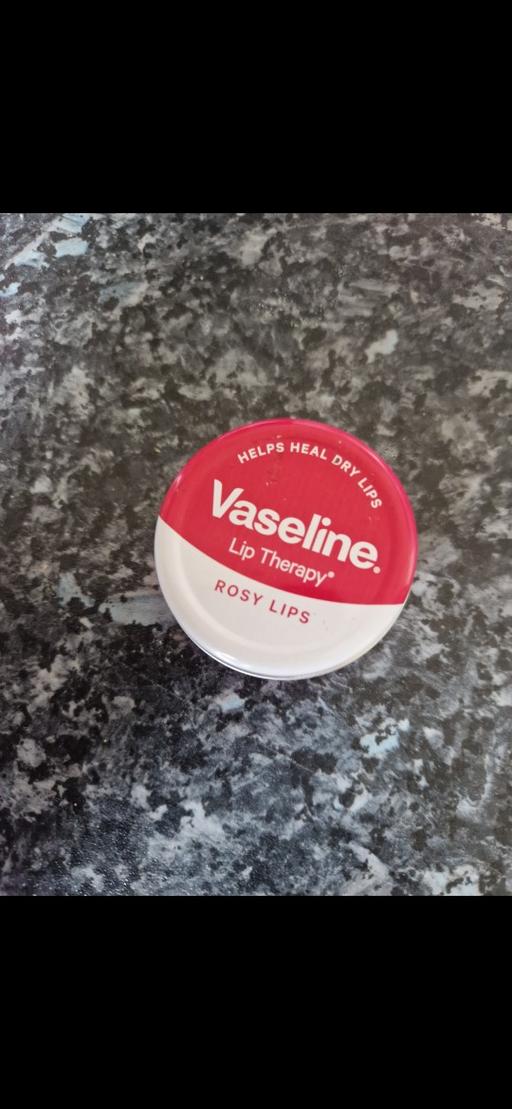 HELPS HEAL DRY LIPS
Vaseline.
Lip Therapy®
ROSY LIPS